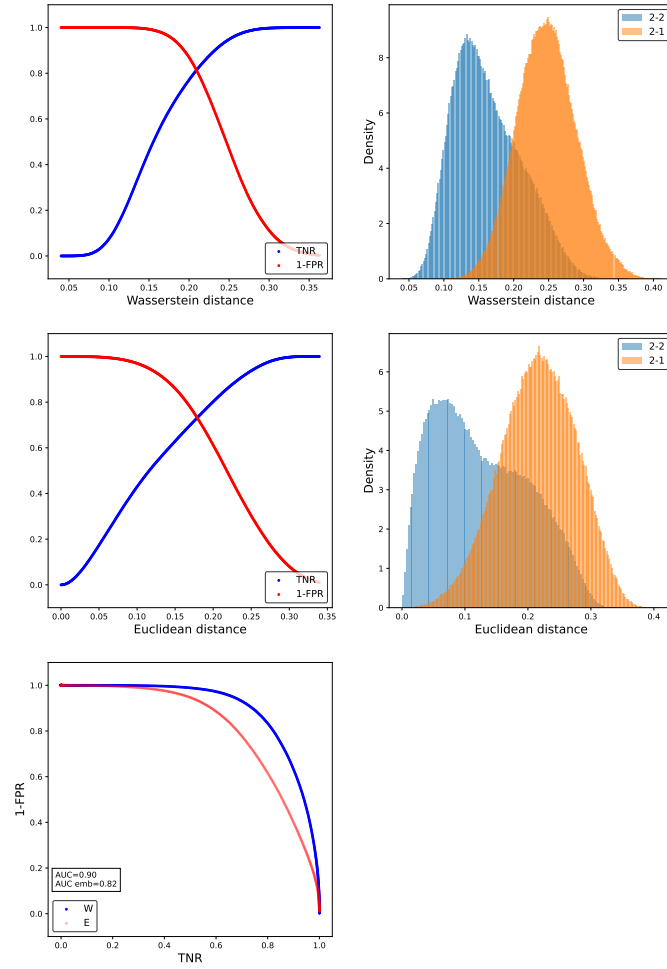 1.0
0.8
0.6
0.4
0.2
0.0
TNR
1-FPR
0.05 0.10 0.15 0.20 0.25 0.30 0.35
Wasserstein distance
Density
8
6
4
2
0
2-2
2-1
0.05 0.10 0.15 0.20 0.25 0.30 0.35 0.40
Wasserstein distance
1.0
0.8
0.6
0.4
0.2
0.0
TNR
1-FPR
0.00 0.05 0.10 0.15 0.20 0.25 0.30 0.35
Euclidean distance
Density
6
5
4
3
2
1
0
2-2
2-1
0.0 0.1 0.2 0.3 0.4
Euclidean distance
1-FPR
1.0
0.8
0.6
0.4
0.2
0.0
AUC=0.90
AUC emb=0.82
W
E
0.0 0.2 0.4 0.6 0.8 1.0
TNR